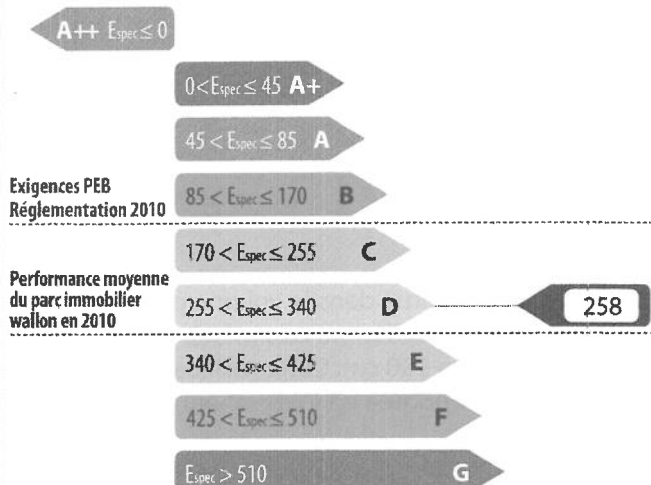 A++ Espec ≤ 0
0 < Espec ≤ 45 A+
45 < Espec ≤ 85 A
Exigences PEB
Réglementation 2010
85 < Espec ≤ 170 B
170 < Espec ≤ 255 C
Performance moyenne
du parc immobilier
wallon en 2010
255 < Espec ≤ 340 D
258
340 < Espec ≤ 425 E
425 < Espec ≤ 510 F
Espec > 510 G